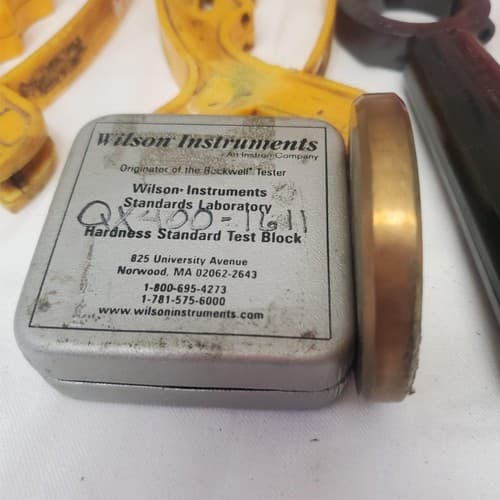 Wilson Instruments
An Instron Company
Originator of the Rockwell® Tester
Wilson® Instruments
Standards Laboratory
QX400-1611
Hardness Standard Test Block
825 University Avenue
Norwood, MA 02062-2643
1-800-695-4273
1-781-575-6000
www.wilsoninstruments.com